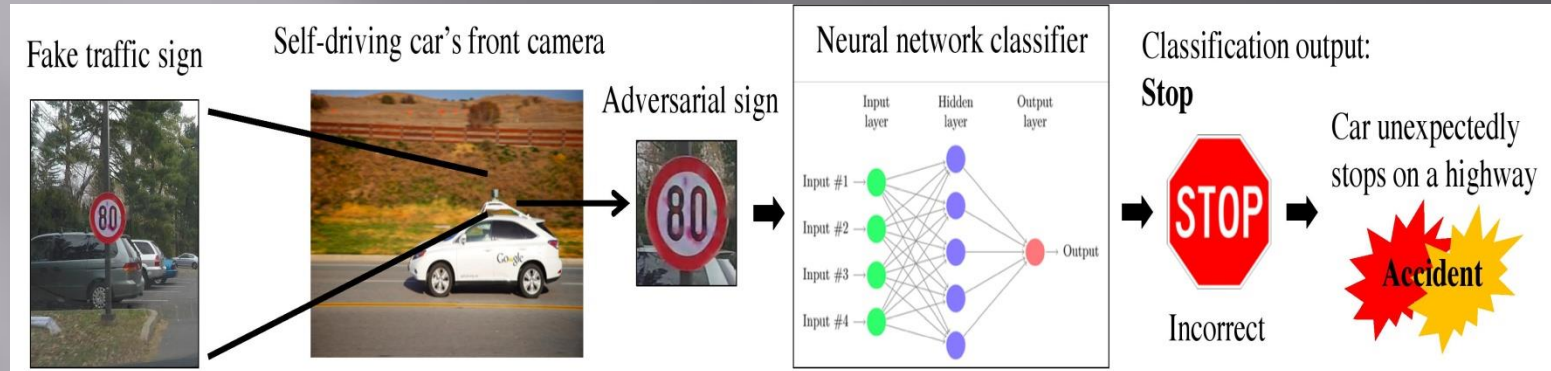 Fake traffic sign
80
Self-driving car's front camera
Google
Adversarial sign
80
Neural network classifier
Input
layer
Hidden
layer
Output
layer
Input #1
Input #2
Input #3
Input #4
Output
Classification output:
Stop
STOP
Incorrect
Car unexpectedly
stops on a highway
Accident